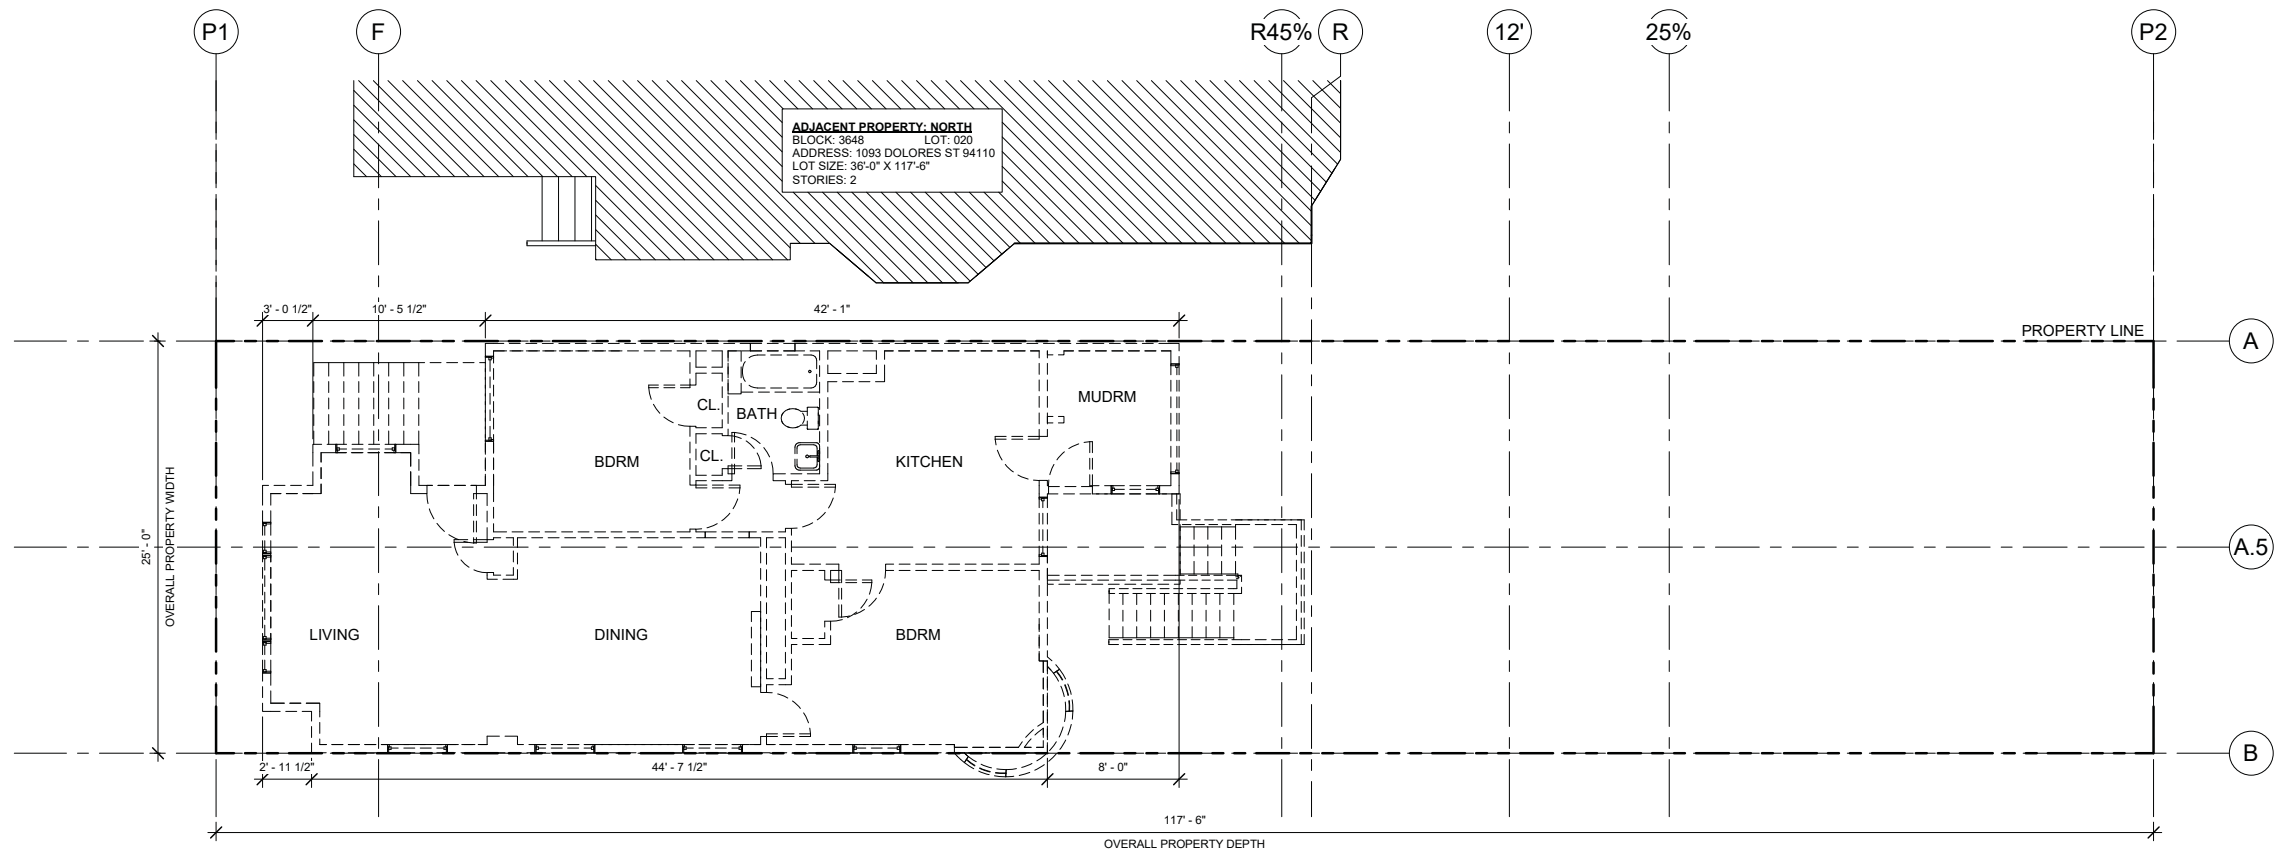 P1
F
R45%
R
12'
25%
P2
ADJACENT PROPERTY: NORTH
BLOCK: 3648 LOT: 020
ADDRESS: 1093 DOLORES ST 94110
LOT SIZE: 36'-0" X 117'-6"
STORIES: 2
3' - 0 1/2"
10' - 5 1/2"
42' - 1"
PROPERTY LINE
A
MUDRM
CL.
BATH
CL.
BDRM
KITCHEN
25' - 0"
OVERALL PROPERTY WIDTH
A.5
LIVING
DINING
BDRM
B
2' - 11 1/2"
44' - 7 1/2"
8' - 0"
117' - 6"
OVERALL PROPERTY DEPTH